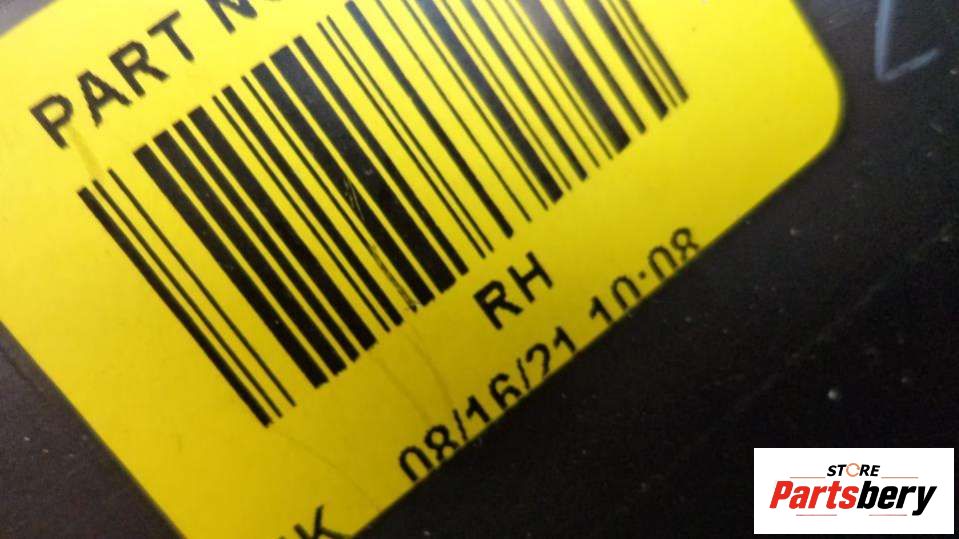 PART N
RH
08/16/21 10:08
STORE
Partsbery